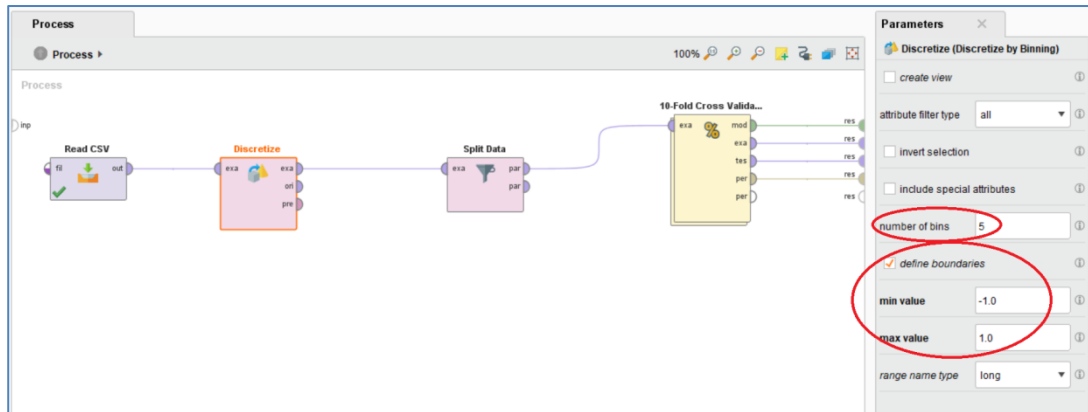 Process
Process
100%
Process
inp
Read CSV
fil
out
Discretize
exa
exa
ori
pre
Split Data
exa
par
par
10-Fold Cross Valida...
exa
%
mod
exa
tes
per
per
res
res
res
res
res
Parameters
Discretize (Discretize by Binning)
create view
attribute filter type
all
invert selection
include special attributes
number of bins
5
define boundaries
min value
-1.0
max value
1.0
range name type
long